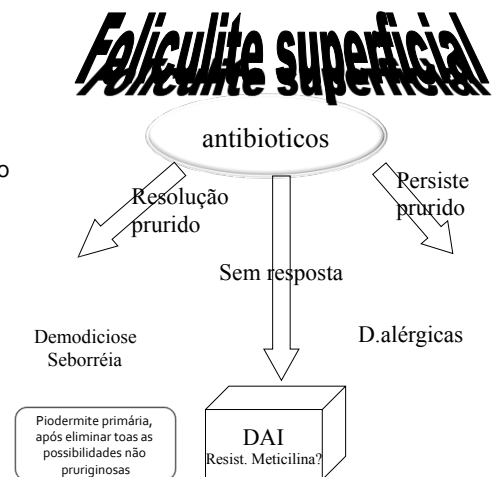 Foliculite superficial
antibioticos
o
Resolução
prurido
Persiste
prurido
Sem resposta
Demodiciose
Seborréia
D.alérgicas
Piodermite primária,
após eliminar toas as
possibilidades não
pruriginosas
DAI
Resist. Meticilina?